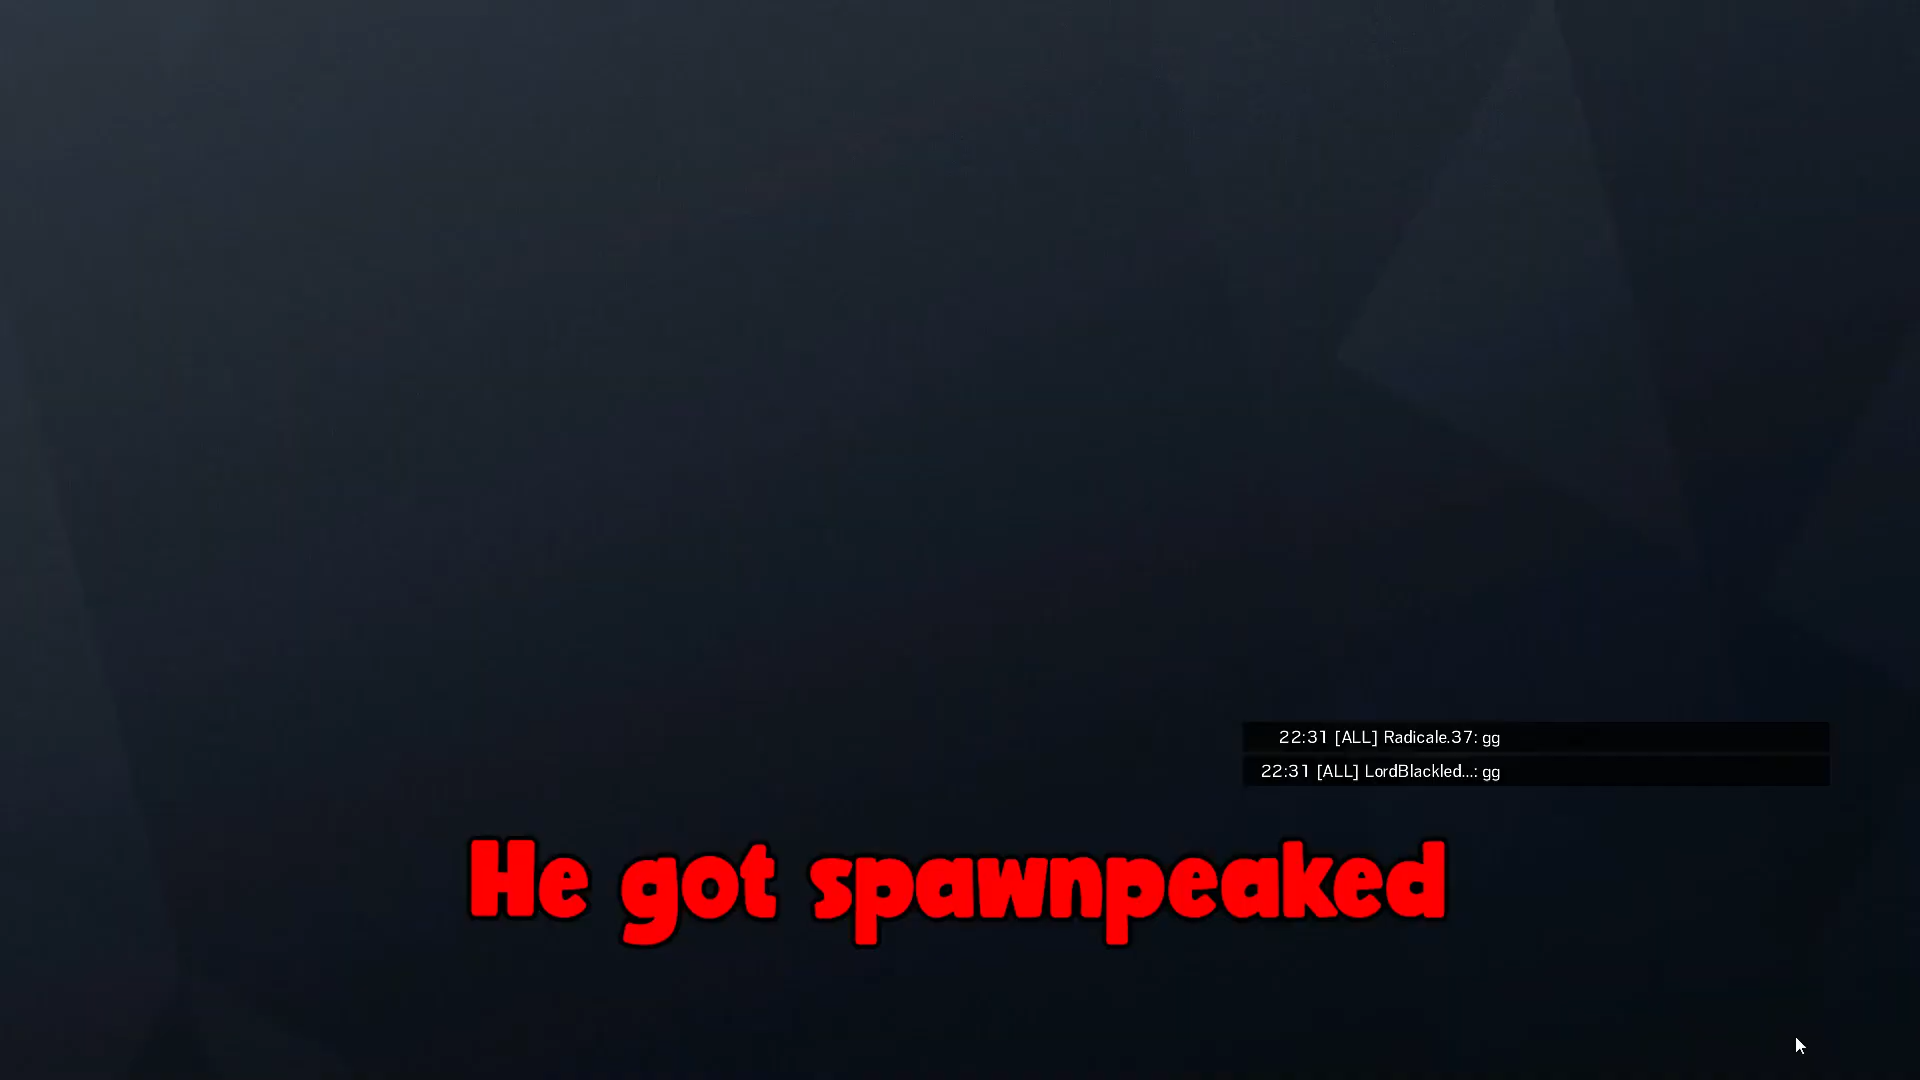 22:31 [ALL] Radicale.37: gg
22:31 [ALL] LordBlackled...: gg
He got spawnpeaked